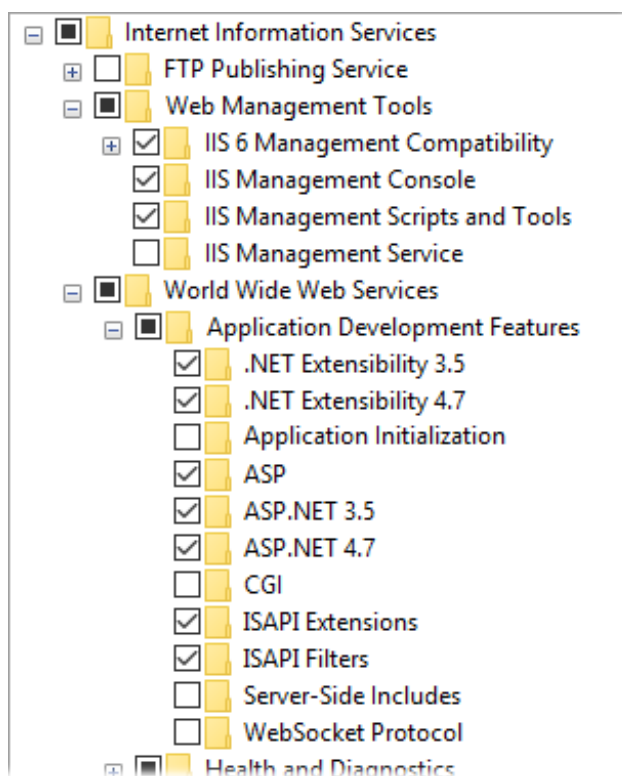 Internet Information Services
FTP Publishing Service
Web Management Tools
IIS 6 Management Compatibility
IIS Management Console
IIS Management Scripts and Tools
IIS Management Service
World Wide Web Services
Application Development Features
.NET Extensibility 3.5
.NET Extensibility 4.7
Application Initialization
ASP
ASP.NET 3.5
ASP.NET 4.7
CGI
ISAPI Extensions
ISAPI Filters
Server-Side Includes
WebSocket Protocol
Health and Diagnostics